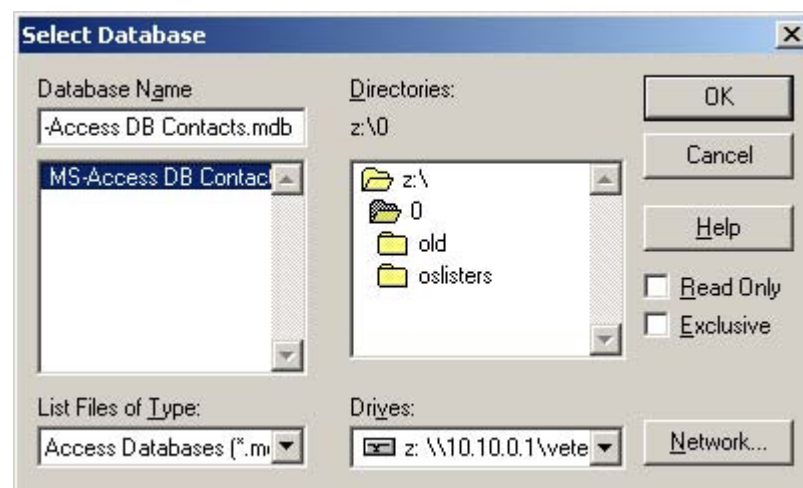 Select Database
Database Name
-Access DB Contacts.mdb
MS-Access DB Contac
List Files of Type:
Access Databases (*.m
Directories:
z:\0
z:\
0
old
oslisters
Drives:
z: \\10.10.0.1\vete
OK
Cancel
Help
Read Only
Exclusive
Network...